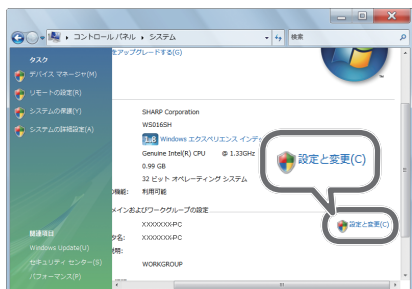 コントロール パネル ▸ システム
検索
タスク
デバイス マネージャ(M)
リモートの設定(R)
システムの保護(Y)
システムの詳細設定(A)
関連項目
Windows Update(U)
セキュリティ センター(S)
パフォーマンス(P)
をアップグレードする(G)
SHARP Corporation
WS016SH
1.8 Windows エクスペリエンス インデ
Genuine Intel(R) CPU @ 1.33GHz
0.99 GB
32 ビット オペレーティング システム
機能: 利用可能
メインおよびワークグループの設定
XXXXXXX-PC
タ名: XXXXXXX-PC
説明:
WORKGROUP
設定と変更(C)
設定と変更(C)